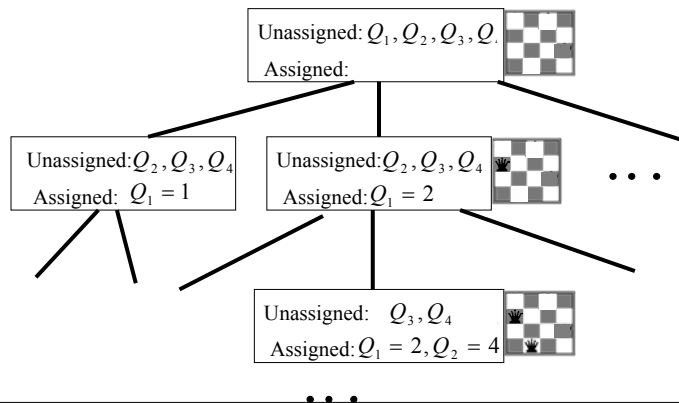 Unassigned: Q₁, Q₂, Q₃, Q
Assigned:
Unassigned: Q₂, Q₃, Q₄
Assigned: Q₁ = 1
Unassigned: Q₂, Q₃, Q₄
Assigned: Q₁ = 2
• • •
Unassigned: Q₃, Q₄
Assigned: Q₁ = 2, Q₂ = 4
• • •